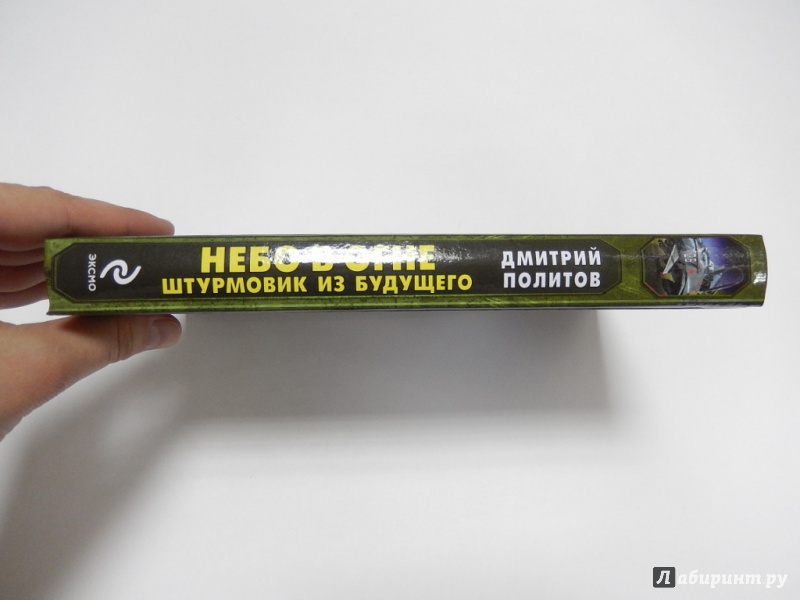 ЭКСМО
НЕБО В ОГНЕ
ШТУРМОВИК ИЗ БУДУЩЕГО
ДМИТРИЙ
ПОЛИТОВ
Лабиринт.ру